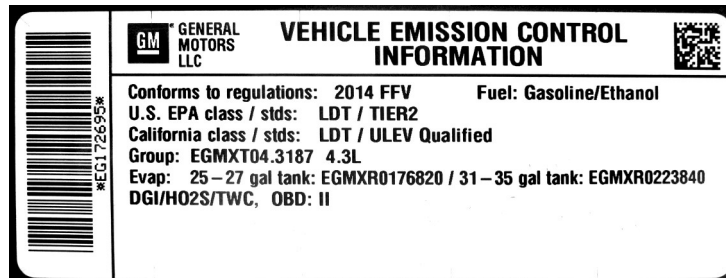 *EG172695*
GM GENERAL
MOTORS
LLC
VEHICLE EMISSION CONTROL
INFORMATION
Conforms to regulations: 2014 FFV Fuel: Gasoline/Ethanol
U.S. EPA class / stds: LDT / TIER2
California class / stds: LDT / ULEV Qualified
Group: EGMXT04.3187 4.3L
Evap: 25-27 gal tank: EGMXR0176820 / 31-35 gal tank: EGMXR0223840
DGI/HO2S/TWC, OBD: II